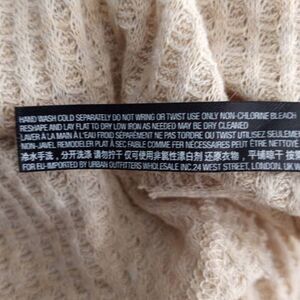 HAND WASH COLD SEPARATELY DO NOT WRING OR TWIST USE ONLY NON-CHLORINE BLEACH
RESHAPE AND LAY FLAT TO DRY LOW IRON AS NEEDED MAY BE DRY CLEANED
LAVER À LA MAIN À L'EAU FROID SÉPARÉMENT NE PAS TORDRE OU TWIST UTILISEZ SEULEMENT
NON-JAVEL REMODELER PLAT À SEC FAIBLE COMME FER NÉCESSAIRES PEUT ÊTRE NETTOYÉ
冷水手洗，分开洗涤 请勿拧干 仅可使用非氯性漂白剂 还原衣物，平铺晾干
FOR EU-IMPORTED BY URBAN OUTFITTERS WHOLESALE INC.24 WEST STREET, LONDON, UK